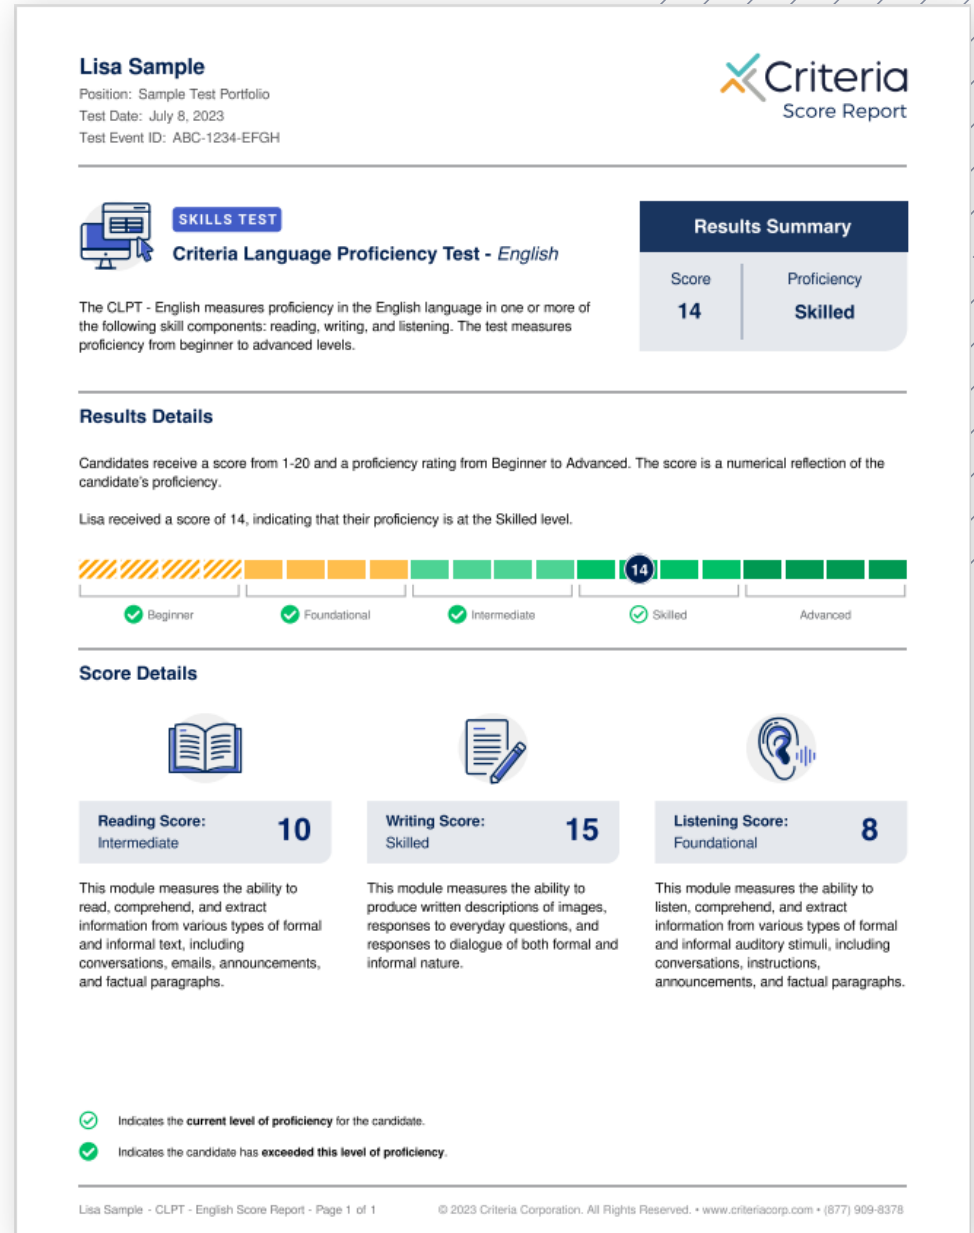 Lisa Sample
Position: Sample Test Portfolio
Test Date: July 8, 2023
Test Event ID: ABC-1234-EFGH
Criteria
Score Report
SKILLS TEST
Criteria Language Proficiency Test - English
The CLPT - English measures proficiency in the English language in one or more of
the following skill components: reading, writing, and listening. The test measures
proficiency from beginner to advanced levels.
Results Summary
Score
14
Proficiency
Skilled
Results Details
Candidates receive a score from 1-20 and a proficiency rating from Beginner to Advanced. The score is a numerical reflection of the
candidate's proficiency.
Lisa received a score of 14, indicating that their proficiency is at the Skilled level.
14
Beginner
Foundational
Intermediate
Skilled
Advanced
Score Details
Reading Score:
Intermediate
10
This module measures the ability to
read, comprehend, and extract
information from various types of formal
and informal text, including
conversations, emails, announcements,
and factual paragraphs.
Writing Score:
Skilled
15
This module measures the ability to
produce written descriptions of images,
responses to everyday questions, and
responses to dialogue of both formal and
informal nature.
Listening Score:
Foundational
8
This module measures the ability to
listen, comprehend, and extract
information from various types of formal
and informal auditory stimuli, including
conversations, instructions,
announcements, and factual paragraphs.
Indicates the current level of proficiency for the candidate.
Indicates the candidate has exceeded this level of proficiency.
Lisa Sample - CLPT - English Score Report - Page 1 of 1
© 2023 Criteria Corporation. All Rights Reserved. • www.criteriacorp.com • (877) 909-8378